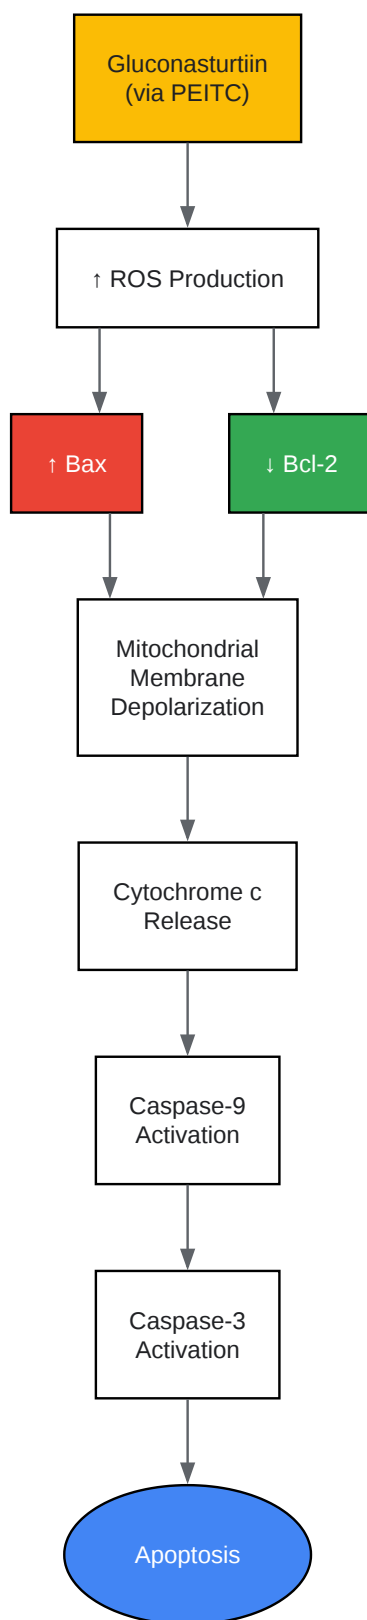 Gluconasturtiin
(via PEITC)
↑ ROS Production
↑ Bax
↓ Bcl-2
Mitochondrial
Membrane
Depolarization
Cytochrome c
Release
Caspase-9
Activation
Caspase-3
Activation
Apoptosis